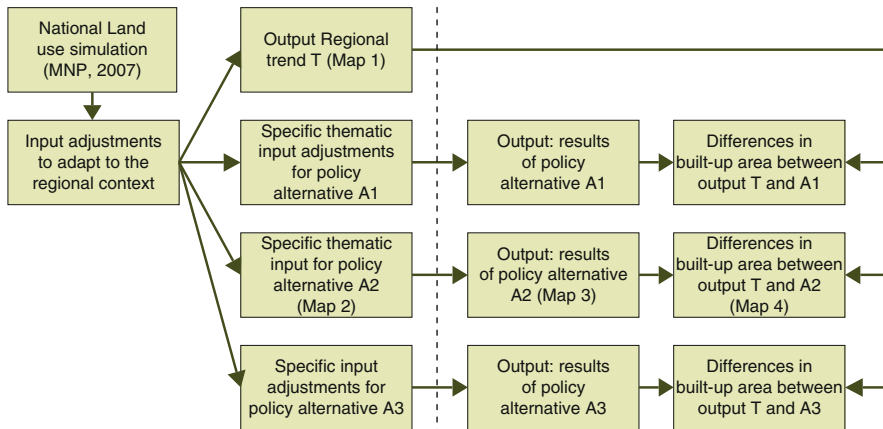 National Land
use simulation
(MNP, 2007)
Input adjustments
to adapt to the
regional context
Output Regional
trend T (Map 1)
Specific thematic
input adjustments
for policy
alternative A1
Output: results
of policy
alternative A1
Differences in
built-up area between
output T and A1
Specific thematic
input for policy
alternative A2
(Map 2)
Output: results
of policy alternative
A2 (Map 3)
Differences in
built-up area between
output T and A2
(Map 4)
Specific input
adjustments for
policy alternative A3
Output: results
of policy
alternative A3
Differences in
built-up area between
output T and A3